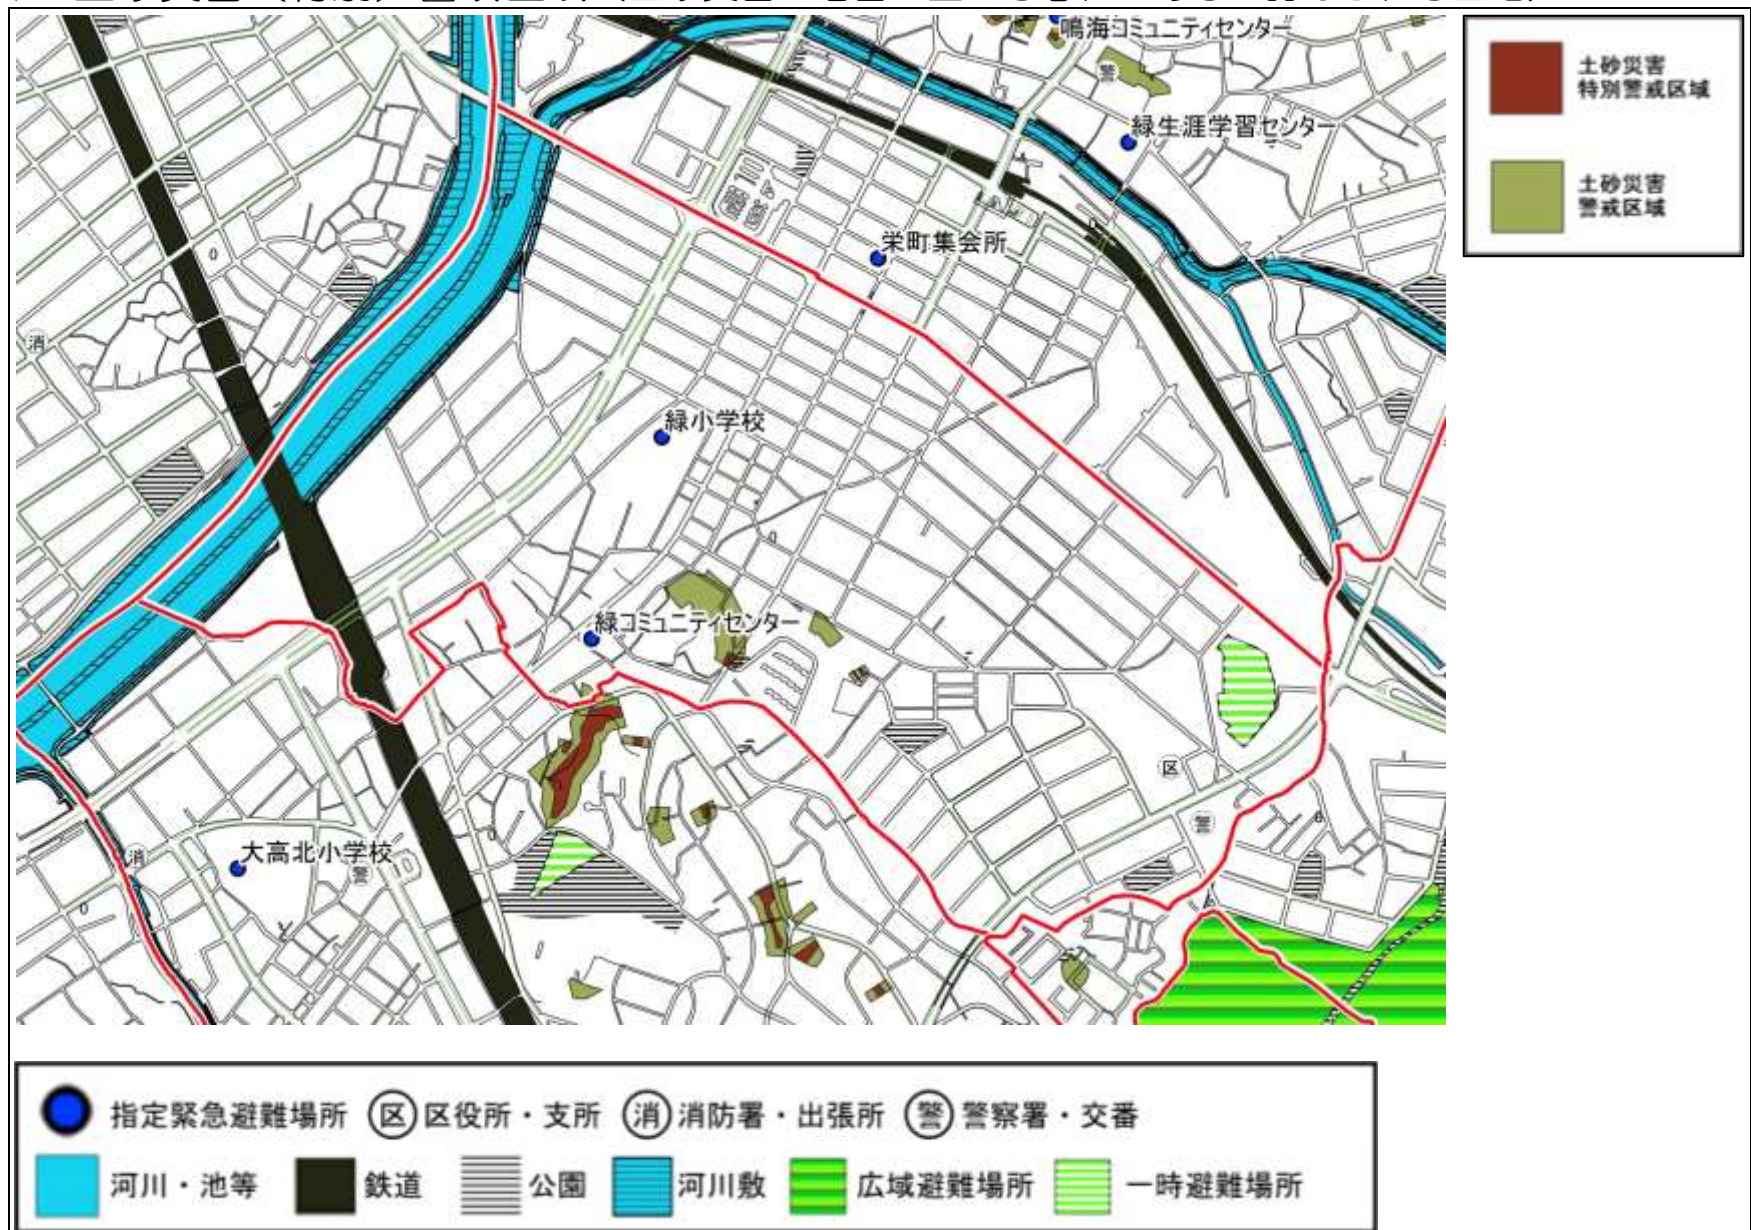 鳴海コミュニティセンター
警
緑生涯学習センター
栄町集会所
消
緑小学校
緑コミュニティセンター
区
警
消
大高北小学校
警
土砂災害
特別警戒区域
土砂災害
警戒区域
指定緊急避難場所 区 区役所・支所 消 消防署・出張所 警 警察署・交番
河川・池等 鉄道 公園 河川敷 広域避難場所 一時避難場所